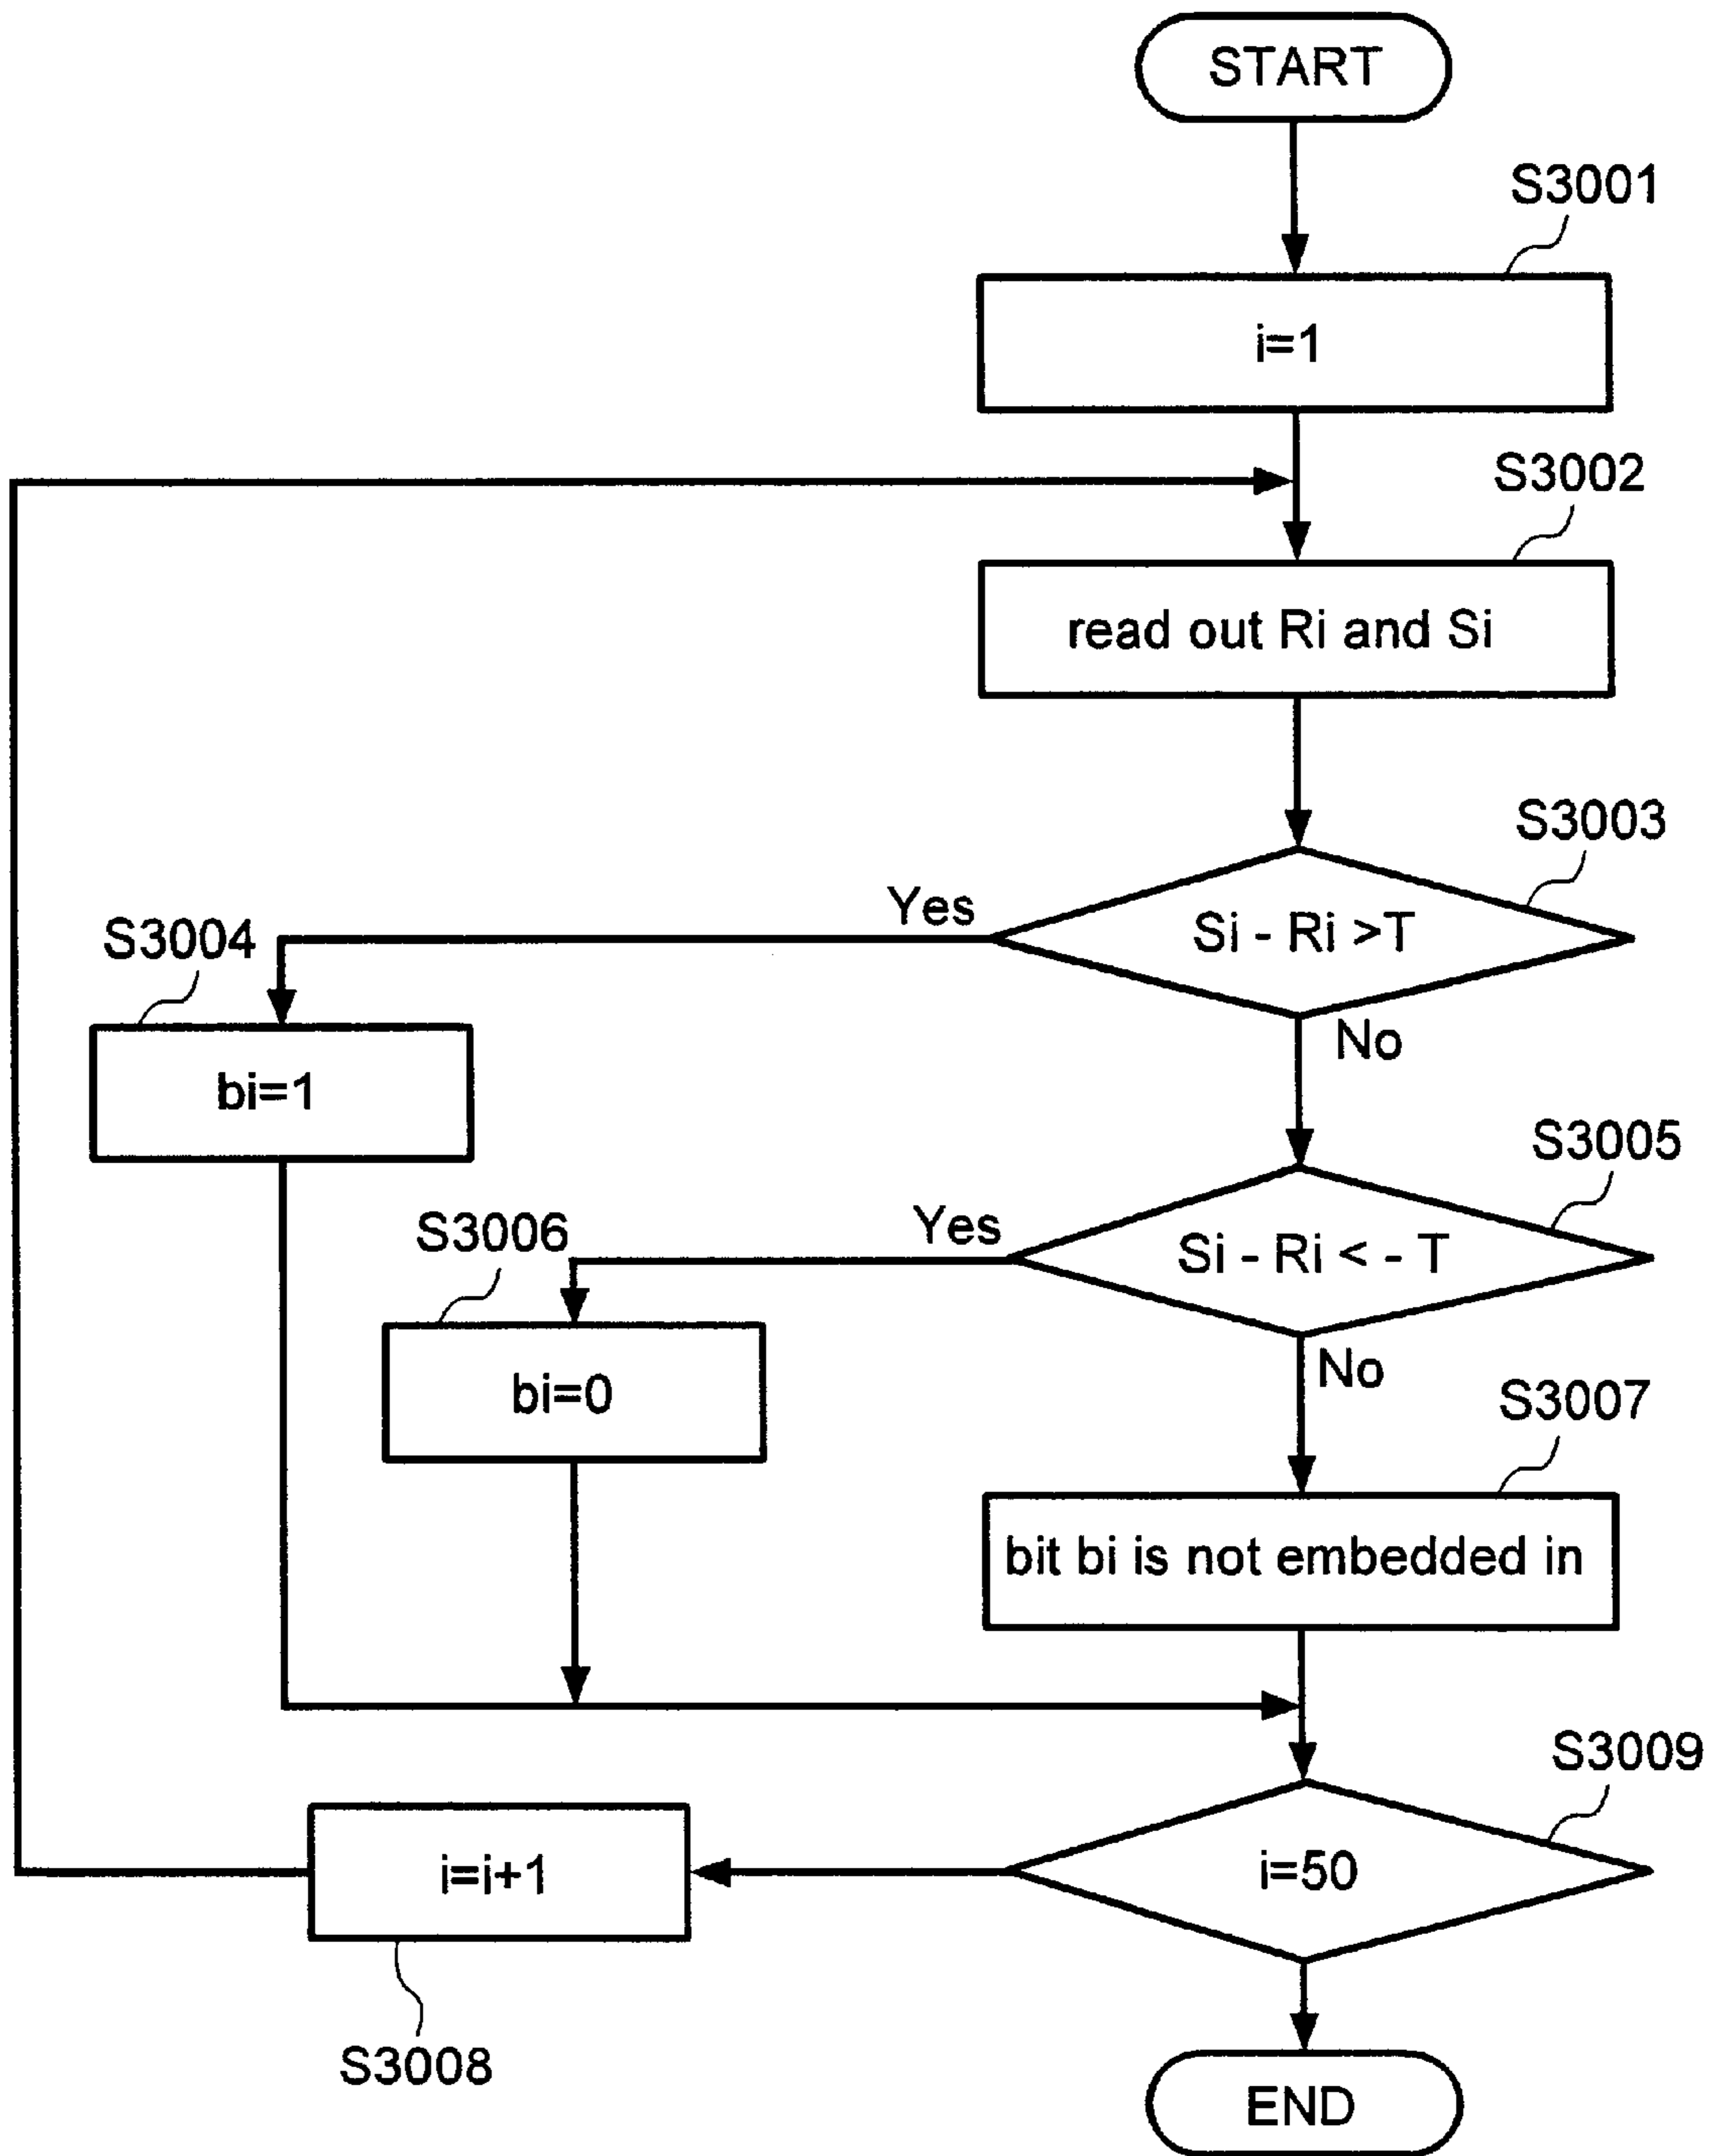 START
S3001
i=1
S3002
read out Ri and Si
S3003
Yes
Si - Ri >T
S3004
No
bi=1
S3005
Yes
S3006
Si - Ri < - T
No
bi=0
S3007
bit bi is not embedded in
S3009
i=i+1
i=50
S3008
END